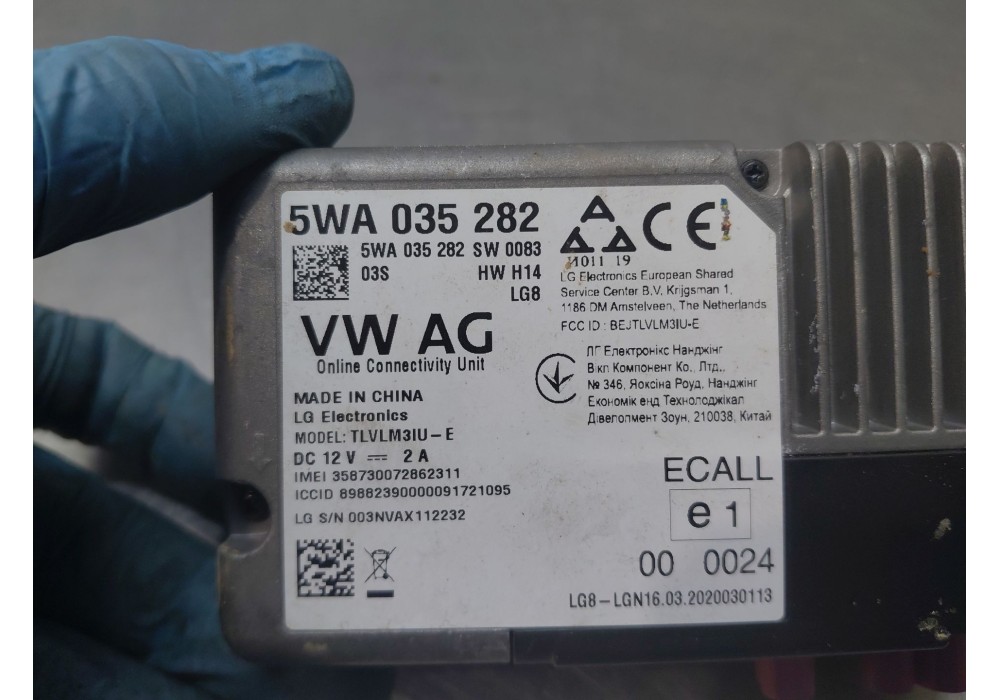 5WA 035 282
5WA 035 282 SW 0083
03S HW H14
LG8
VW AG
Online Connectivity Unit
MADE IN CHINA
LG Electronics
MODEL: TLVLM3IU-E
DC 12 V ⎓ 2 A
IMEI 358730072862311
ICCID 89882390000091721095
LG S/N 003NVAX112232
CE
J1011 19
LG Electronics European Shared
Service Center B.V, Krijgsman 1,
1186 DM Amstelveen, The Netherlands
FCC ID : BEJTLVLM3IU-E
ЛГ Електронікс Нанджінг
Вікл Компонент Ко., Лтд.,
№ 346, Яоксіна Роуд, Нанджінг
Економік енд Технолоджікал
Дівелопмент Зоун, 210038, Китай
ECALL
e1
00 0024
LG8-LGN16.03.2020030113